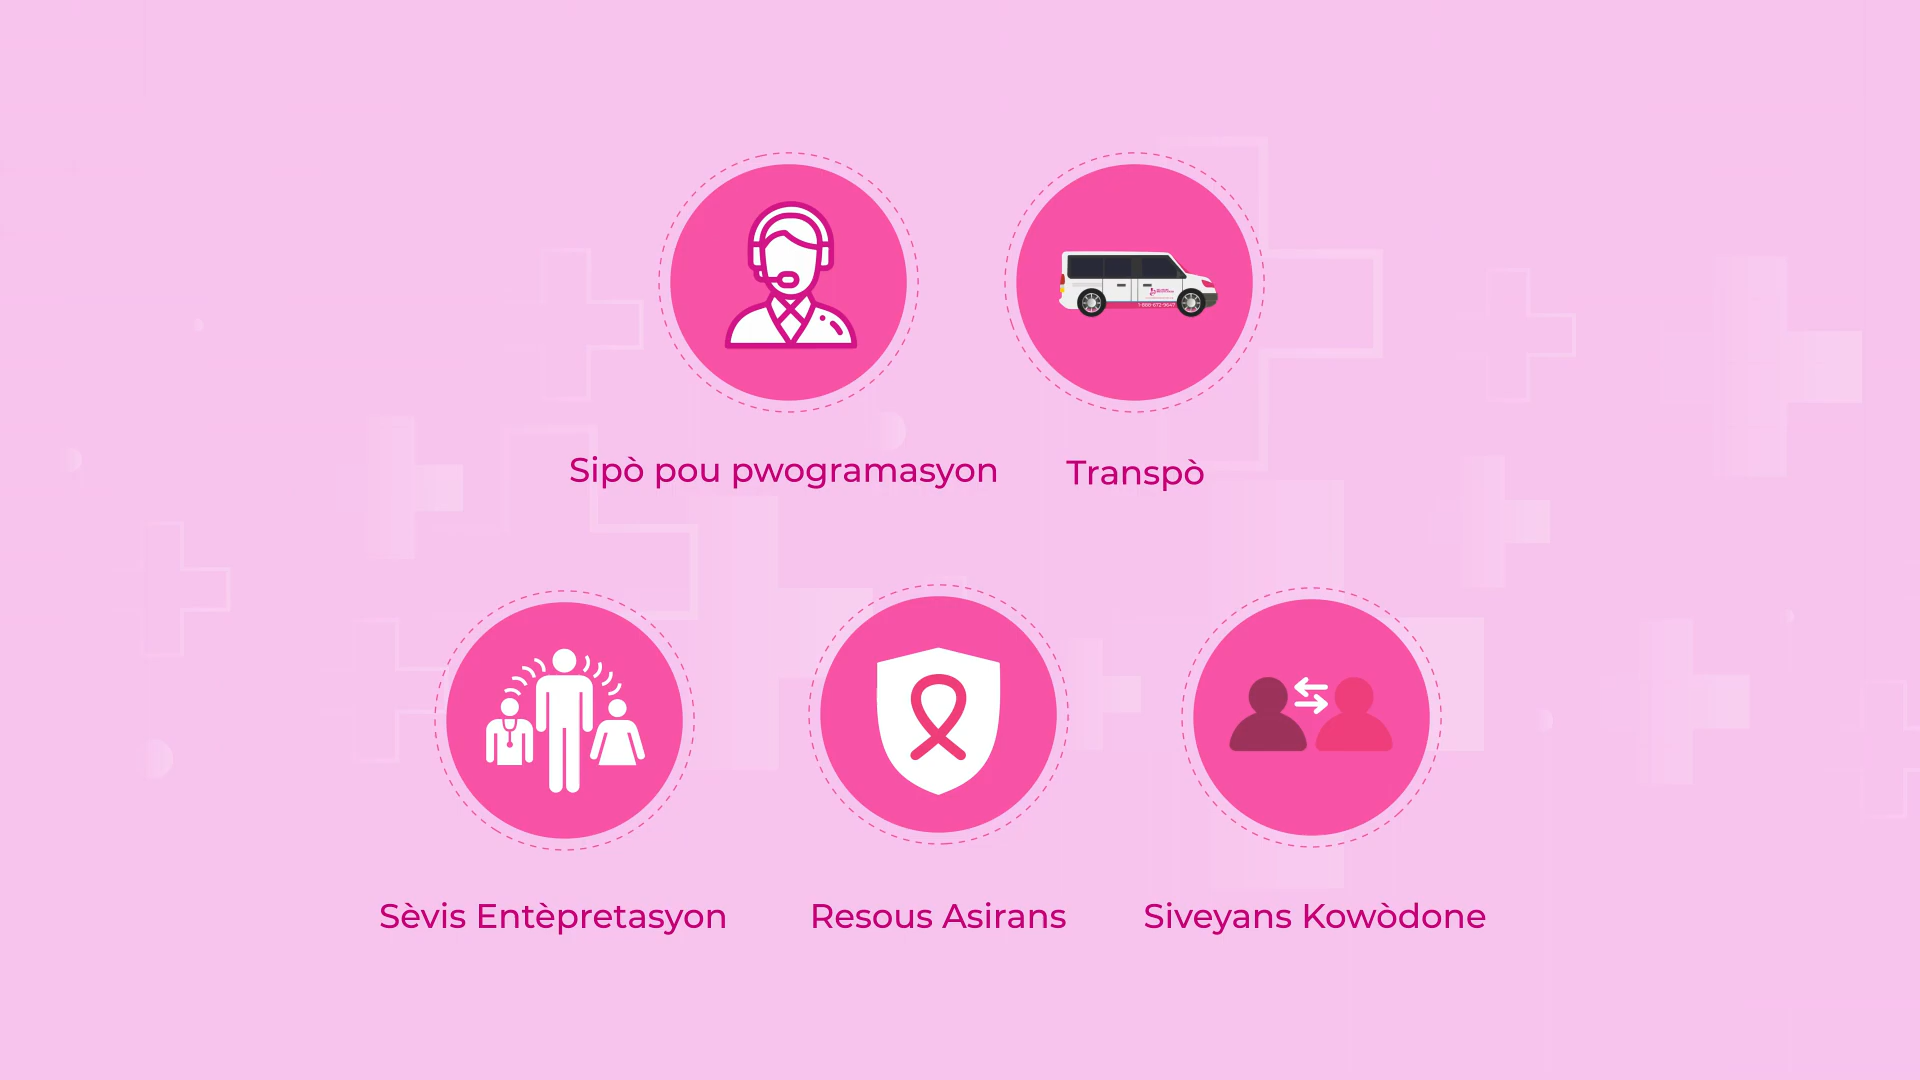 Sipò pou pwogramasyon
Transpò
Sèvis Entèpretasyon
Resous Asirans
Siveyans Kowòdone